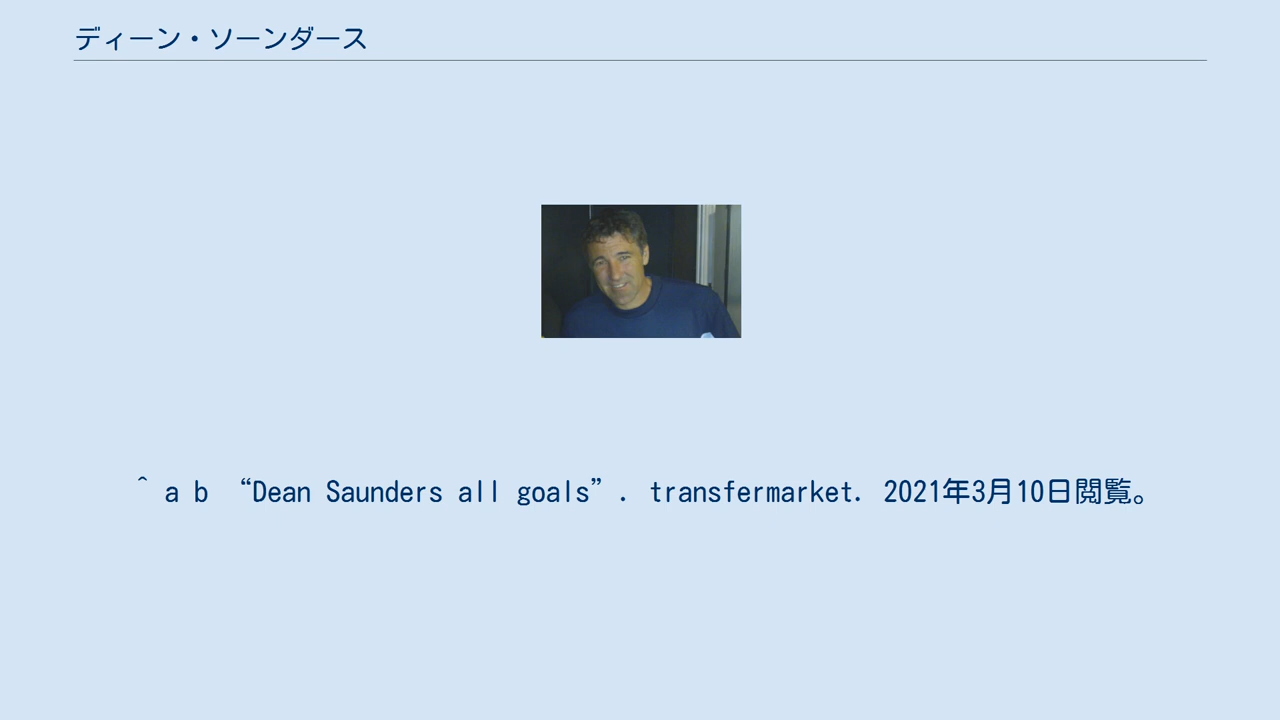 ディーン・ソーンダース
^ a b “Dean Saunders all goals”. transfermarket. 2021年3月10日閲覧。